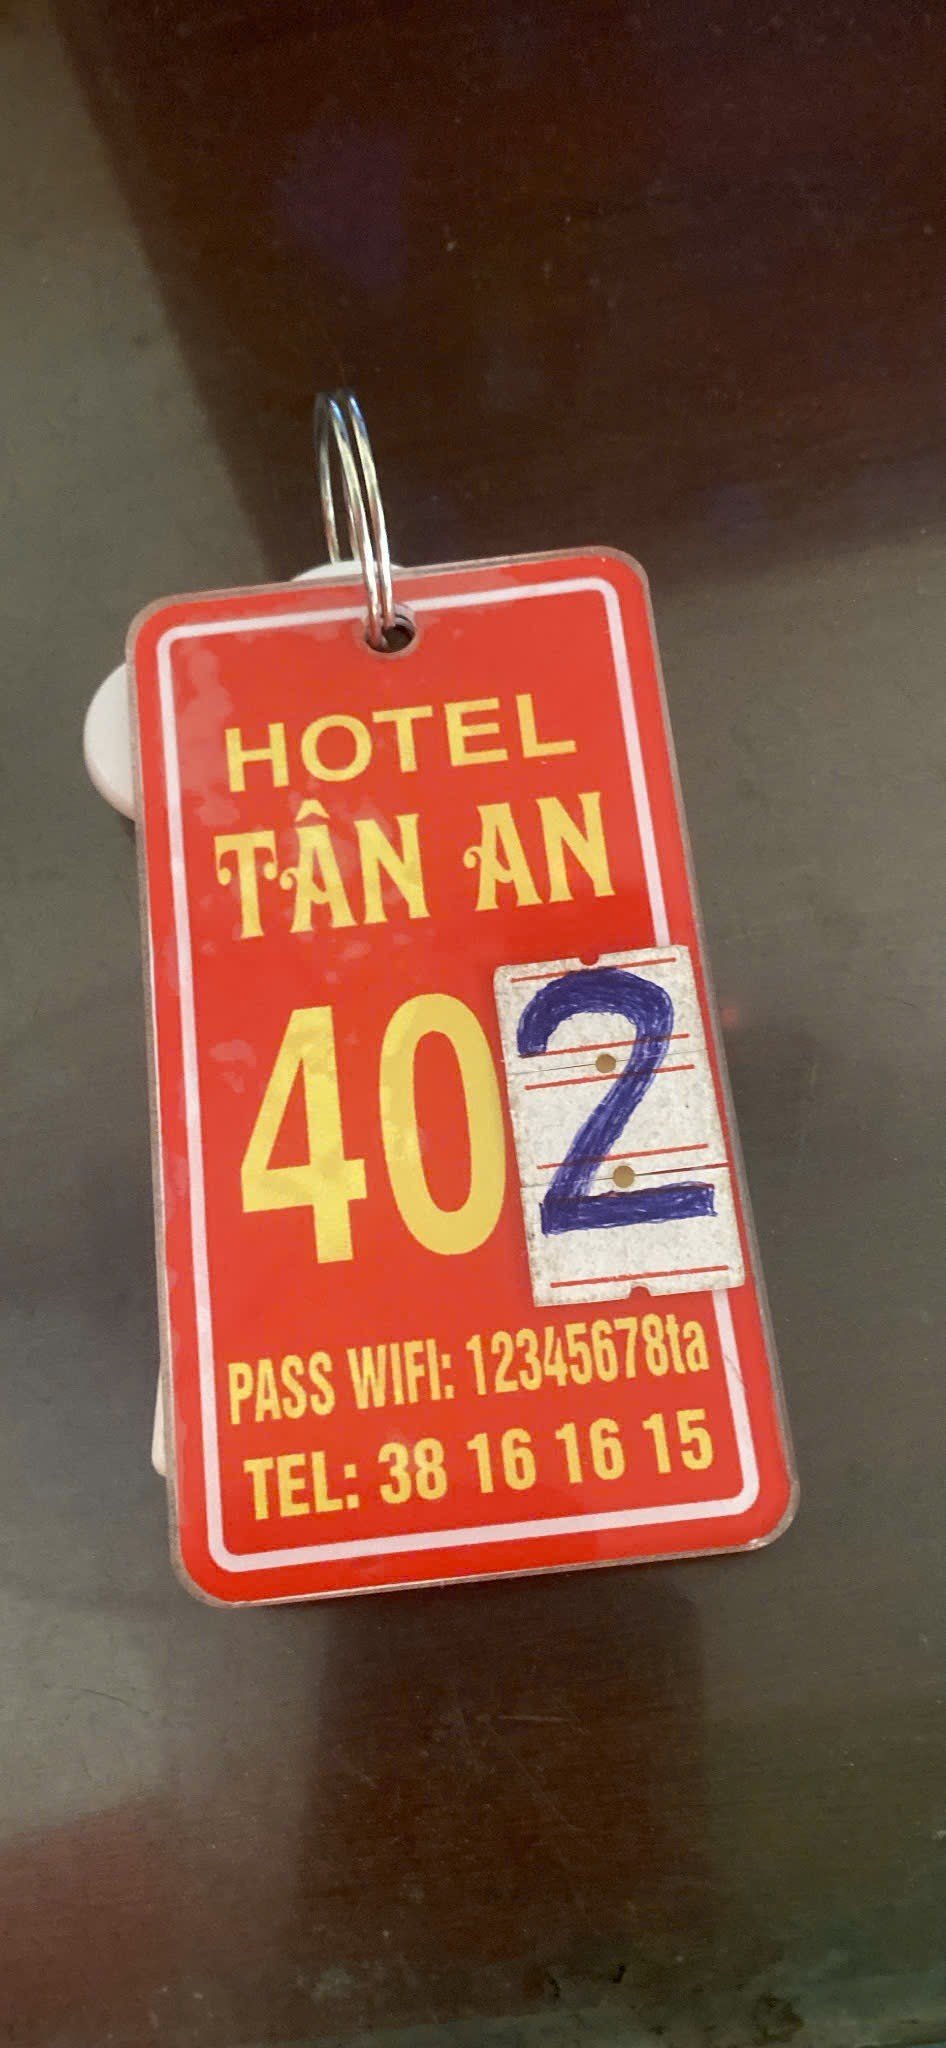 HOTEL
TÂN AN
402
PASS WIFI: 12345678ta
TEL: 38 16 16 15